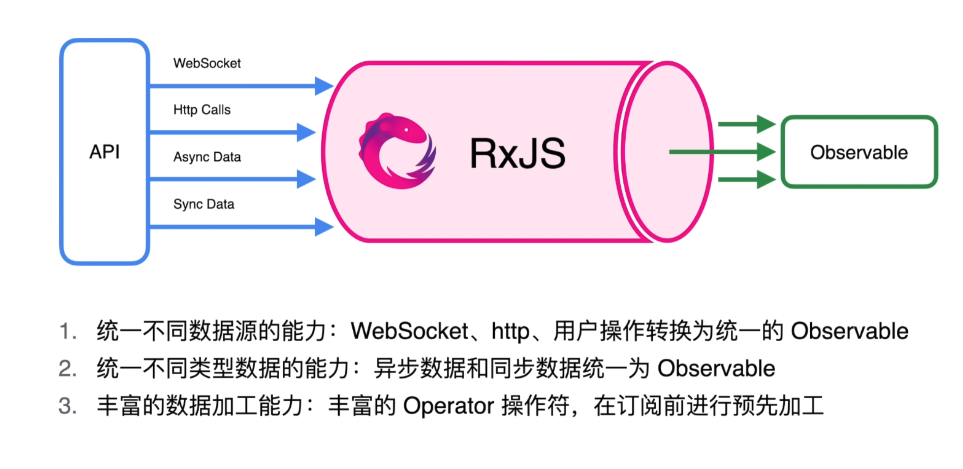 WebSocket
Http Calls
API
RxJS
Observable
Async Data
Sync Data
1. 统一不同数据源的能力：WebSocket、http、用户操作转换为统一的 Observable
2. 统一不同类型数据的能力：异步数据和同步数据统一为 Observable
3. 丰富的数据加工能力：丰富的 Operator 操作符，在订阅前进行预先加工